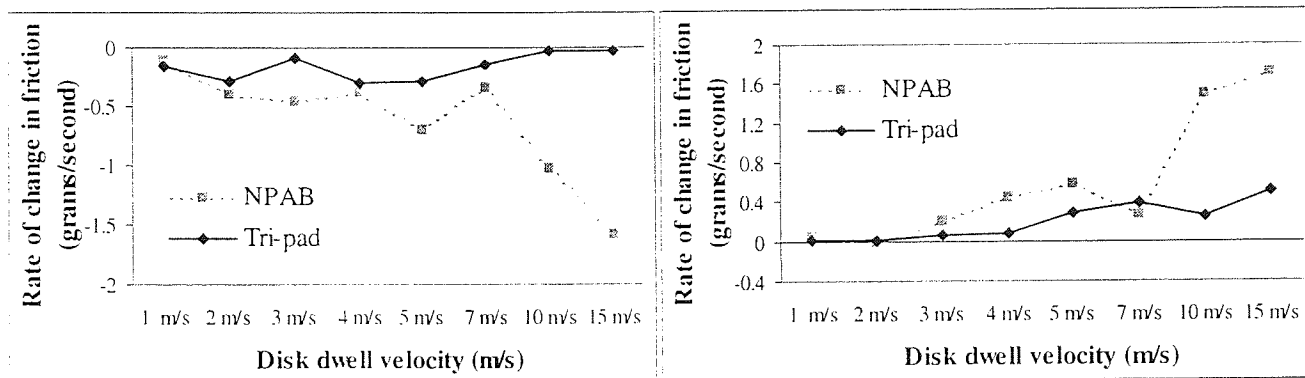 Rate of change in friction
(grams/second)
0
-0.5
-1
-1.5
-2
NPAB
Tri-pad
1 m/s 2 m/s 3 m/s 4 m/s 5 m/s 7 m/s 10 m/s 15 m/s
Disk dwell velocity (m/s)
Rate of change in friction
(grams/second)
2
1.6
1.2
0.8
0.4
0
-0.4
NPAB
Tri-pad
1 m/s 2 m/s 3 m/s 4 m/s 5 m/s 7 m/s 10 m/s 15 m/s
Disk dwell velocity (m/s)